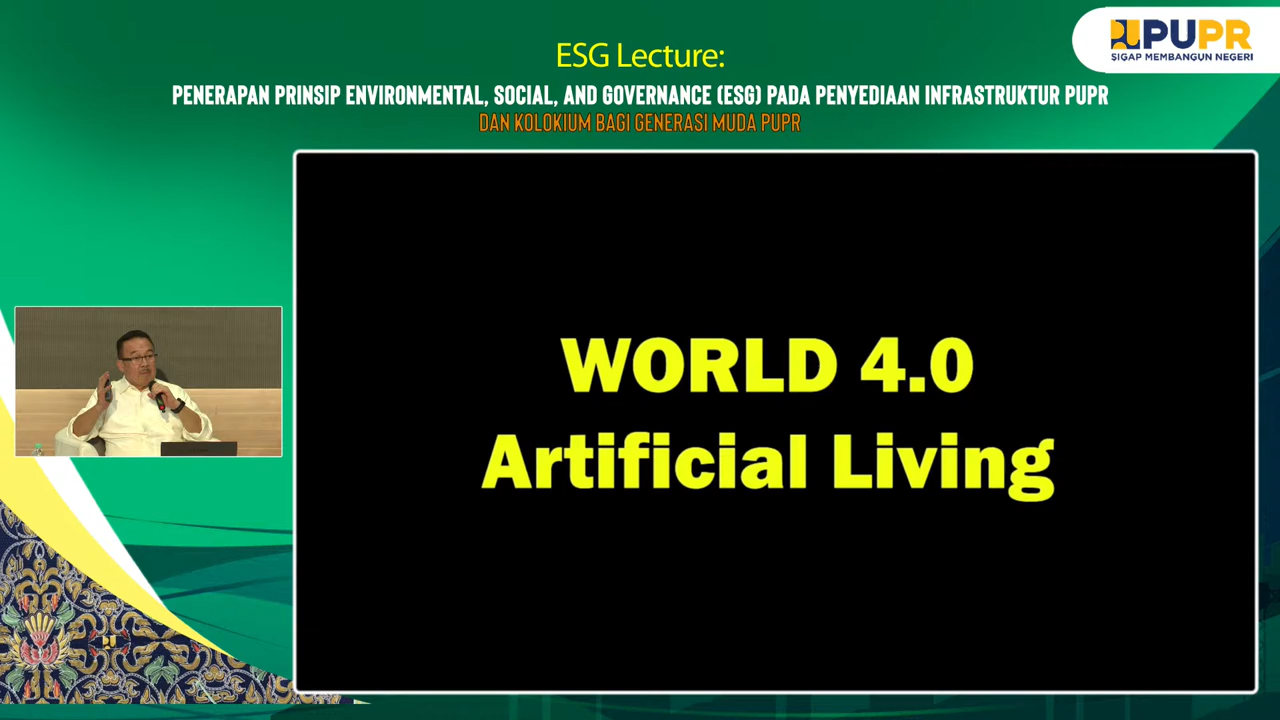 ESG Lecture:
PENERAPAN PRINSIP ENVIRONMENTAL, SOCIAL, AND GOVERNANCE (ESG) PADA PENYEDIAAN INFRASTRUKTUR PUPR
DAN KOLOKIUM BAGI GENERASI MUDA PUPR
PUPR
SIGAP MEMBANGUN NEGERI
WORLD 4.0
Artificial Living